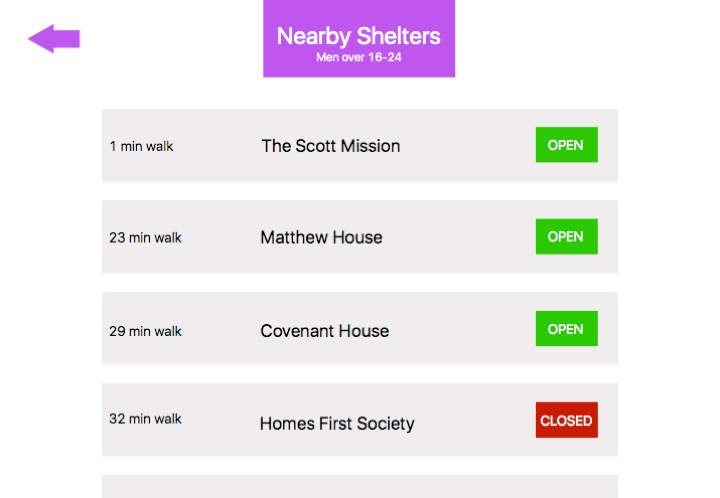 Nearby Shelters
Men over 16-24
1 min walk The Scott Mission OPEN
23 min walk Matthew House OPEN
29 min walk Covenant House OPEN
32 min walk Homes First Society CLOSED